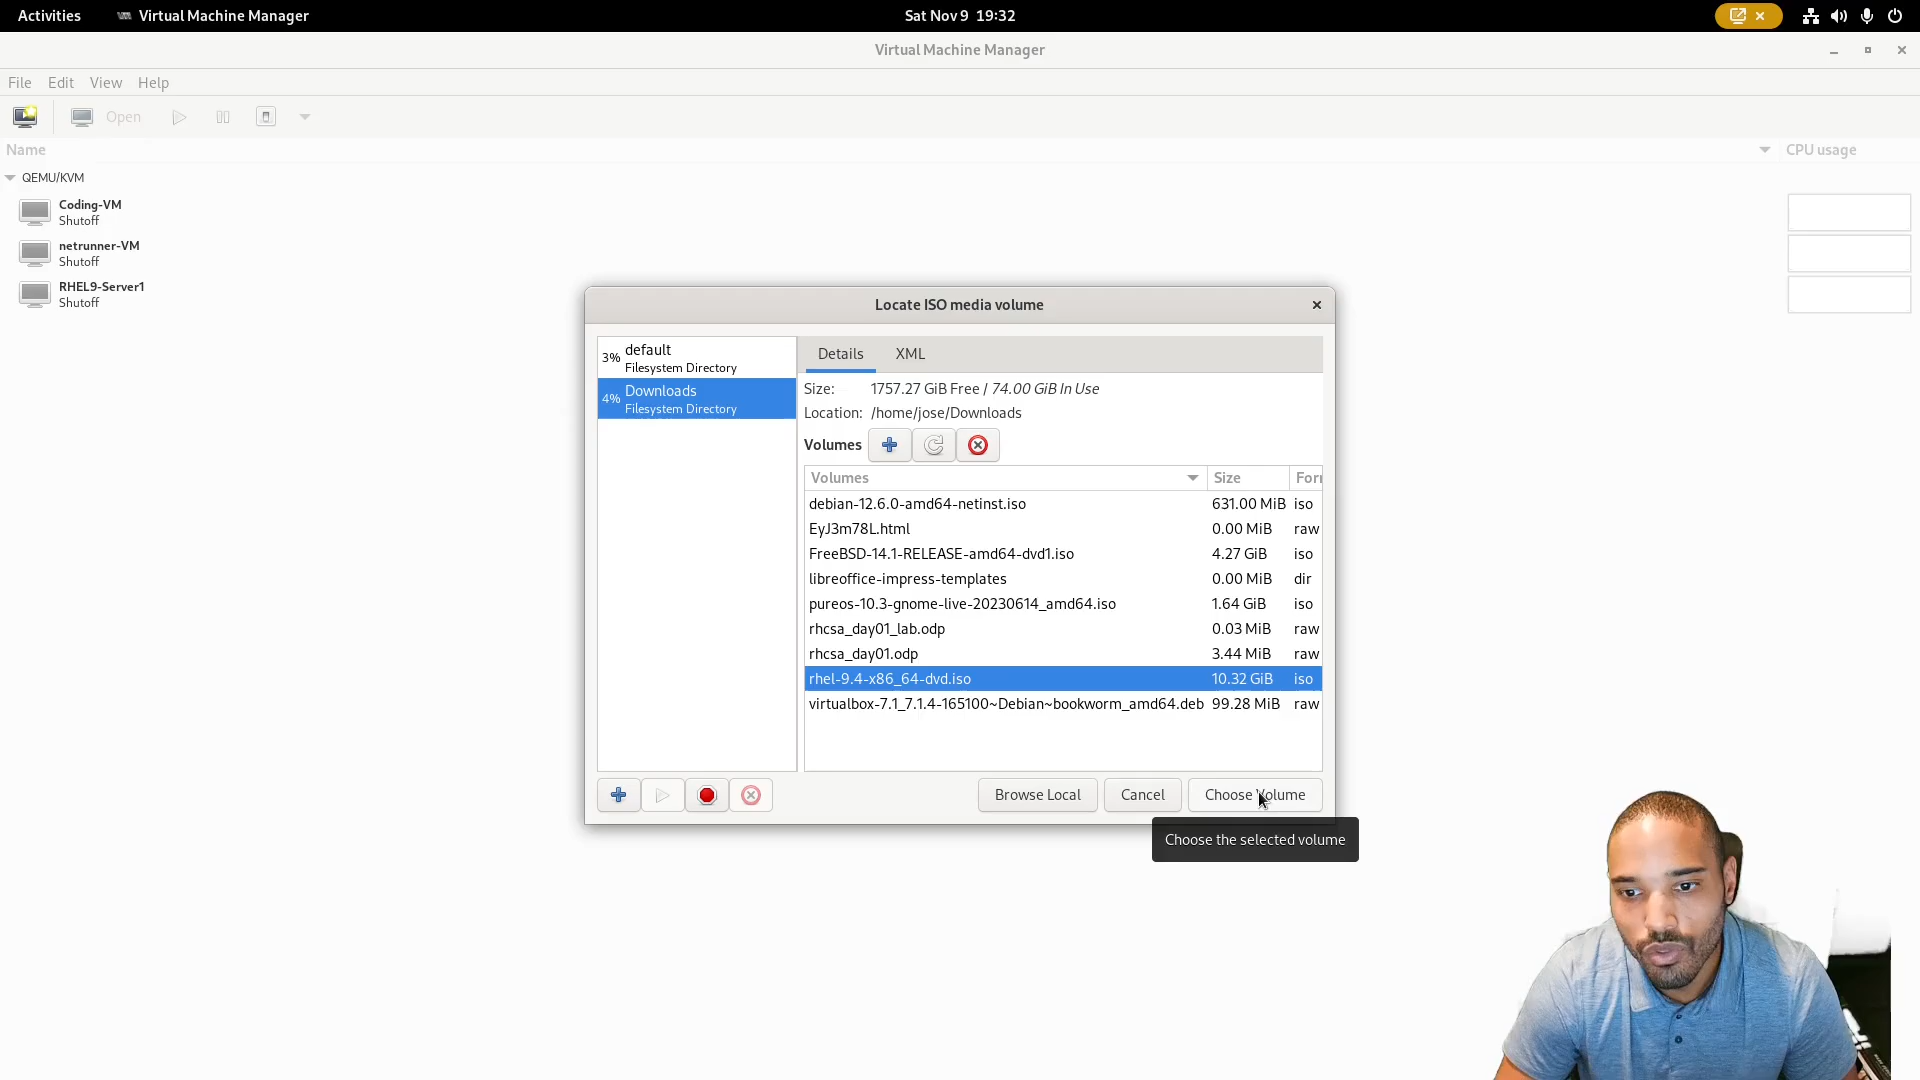 Activities Virtual Machine Manager Sat Nov 9 19:32
Virtual Machine Manager
File Edit View Help
Open
Name CPU usage
QEMU/KVM
Coding-VM
Shutoff
netrunner-VM
Shutoff
RHEL9-Server1
Shutoff
Locate ISO media volume
3% default
Filesystem Directory
4% Downloads
Filesystem Directory
Details XML
Size: 1757.27 GiB Free / 74.00 GiB In Use
Location: /home/jose/Downloads
Volumes
Volumes Size For
debian-12.6.0-amd64-netinst.iso 631.00 MiB iso
EyJ3m78L.html 0.00 MiB raw
FreeBSD-14.1-RELEASE-amd64-dvd1.iso 4.27 GiB iso
libreoffice-impress-templates 0.00 MiB dir
pureos-10.3-gnome-live-20230614_amd64.iso 1.64 GiB iso
rhcsa_day01_lab.odp 0.03 MiB raw
rhcsa_day01.odp 3.44 MiB raw
rhel-9.4-x86_64-dvd.iso 10.32 GiB iso
virtualbox-7.1_7.1.4-165100~Debian~bookworm_amd64.deb 99.28 MiB raw
Browse Local Cancel Choose Volume
Choose the selected volume